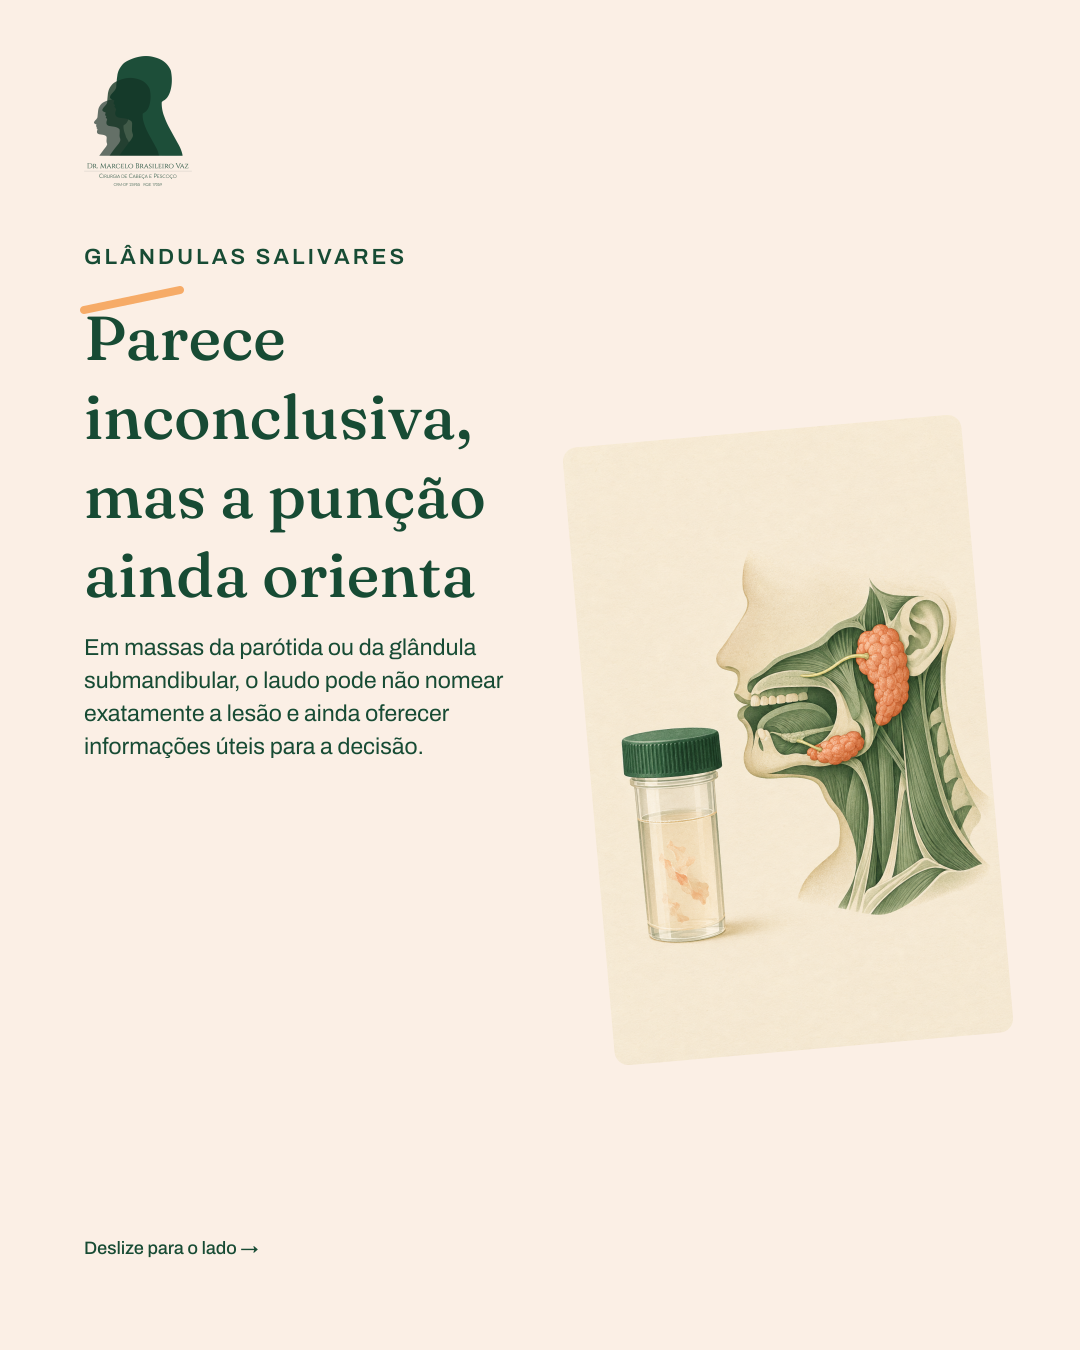 DR. MARCELO BRASILEIRO VAZ
CIRURGIA DE CABEÇA E PESCOÇO
GLÂNDULAS SALIVARES
Parece
inconclusiva,
mas a punção
ainda orienta
Em massas da parótida ou da glândula
submandibular, o laudo pode não nomear
exatamente a lesão e ainda oferecer
informações úteis para a decisão.
Deslize para o lado →